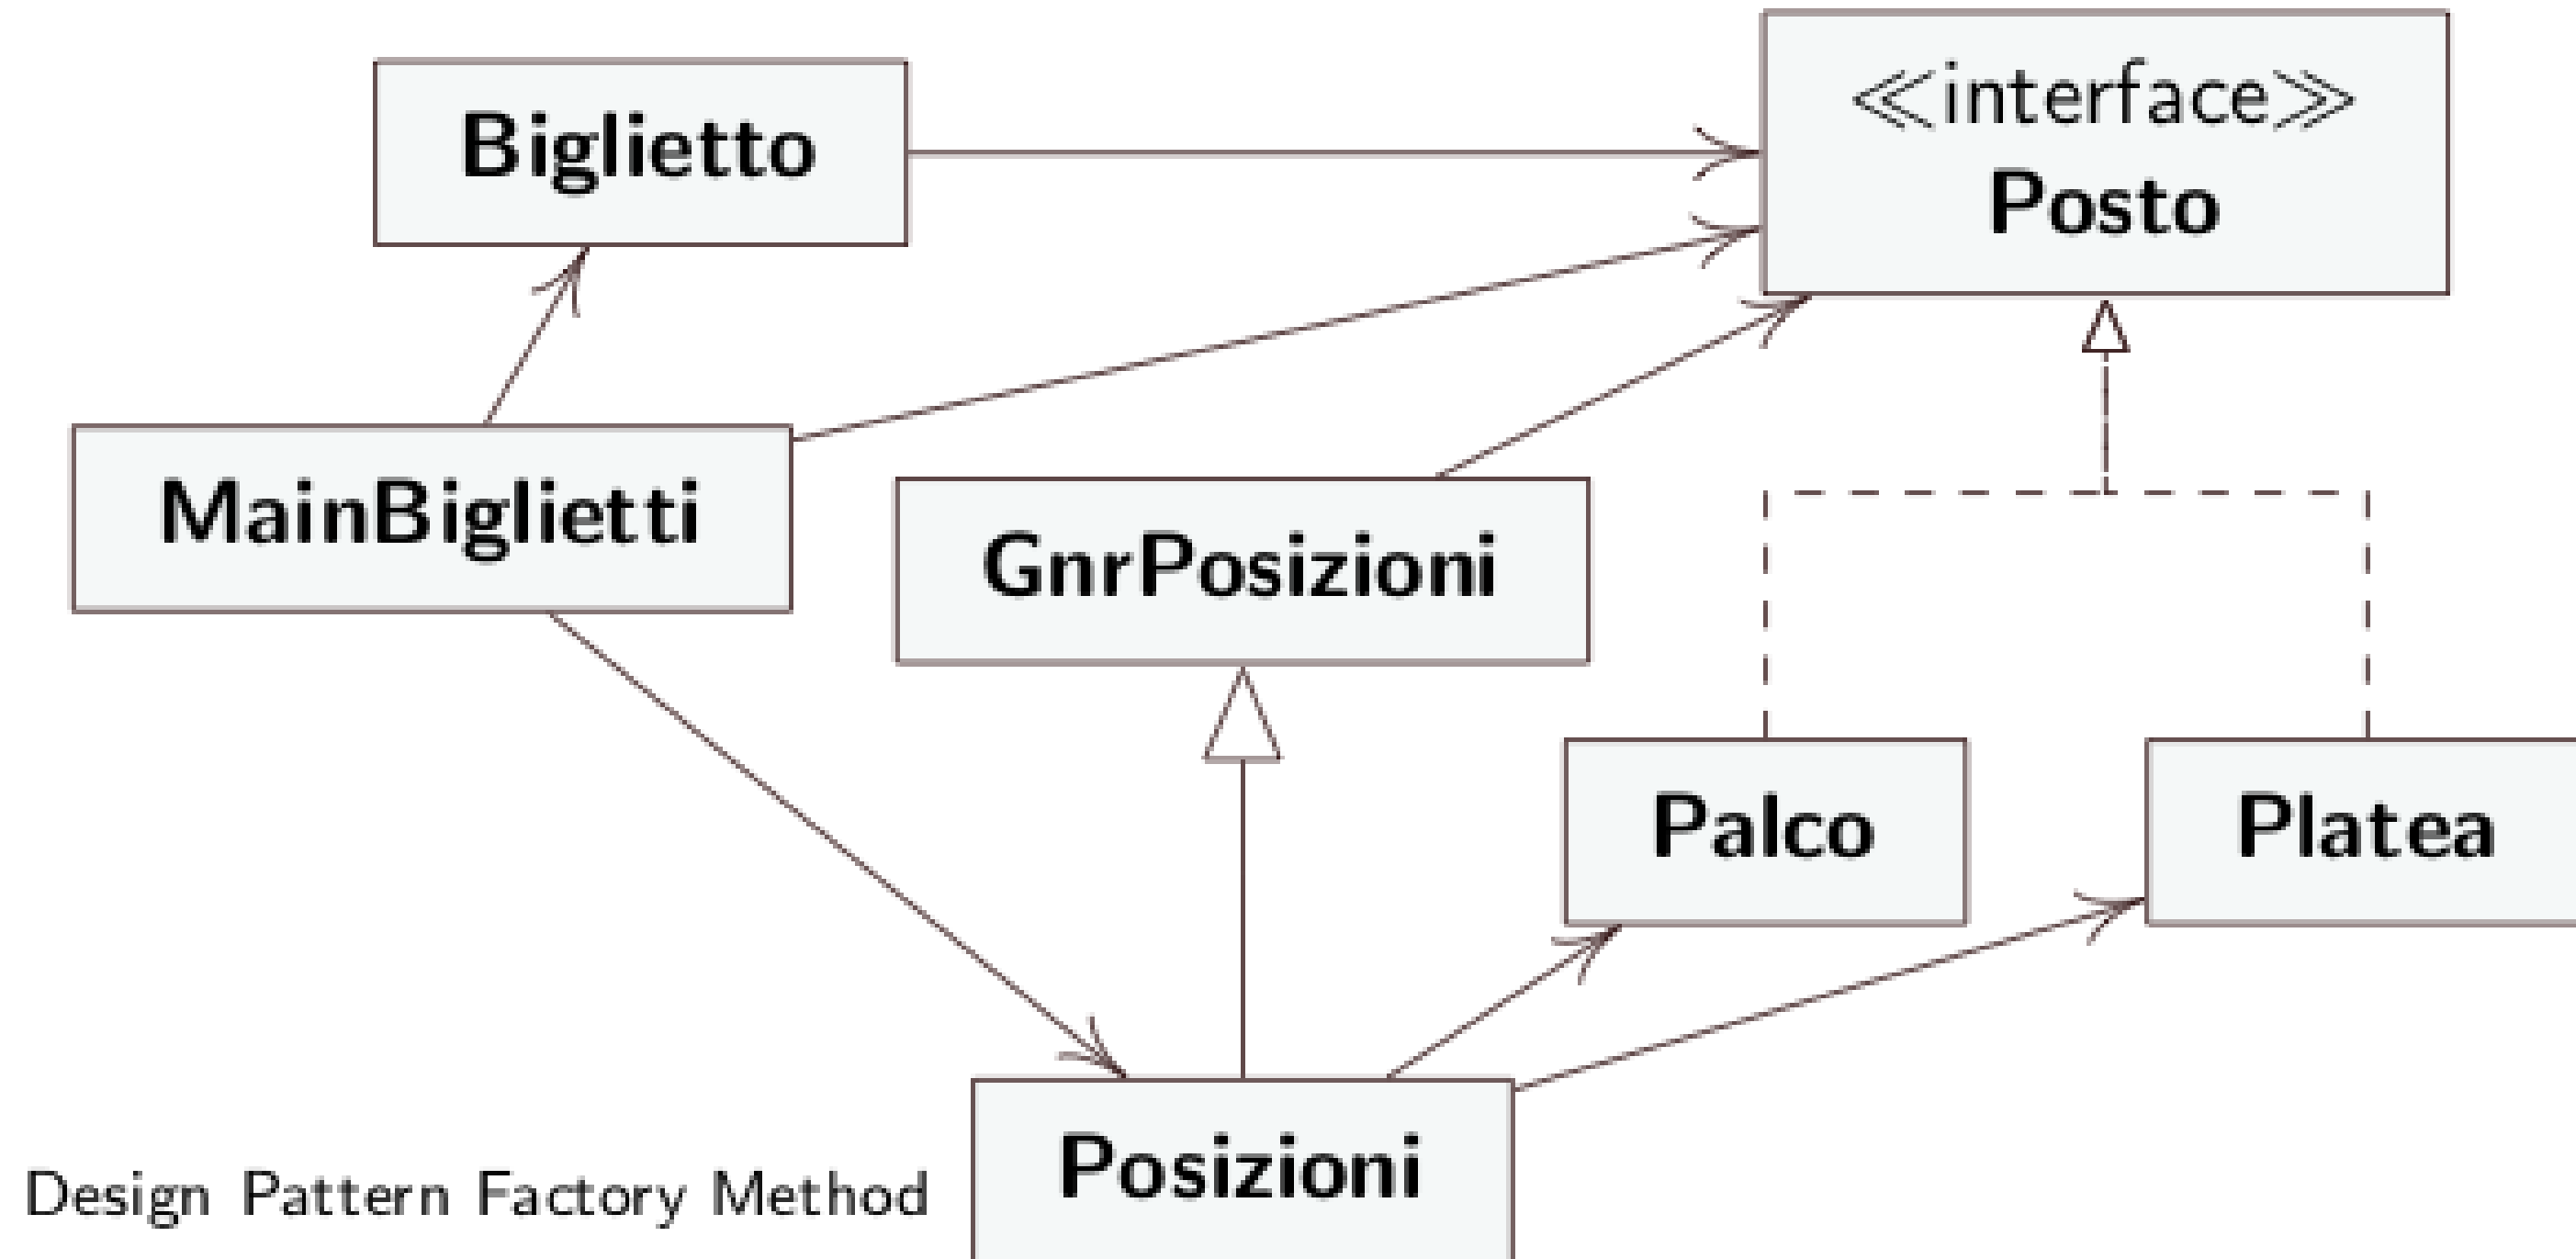 Biglietto
≪interface≫
Posto
MainBiglietti
GnrPosizioni
Palco
Platea
Posizioni
Design Pattern Factory Method